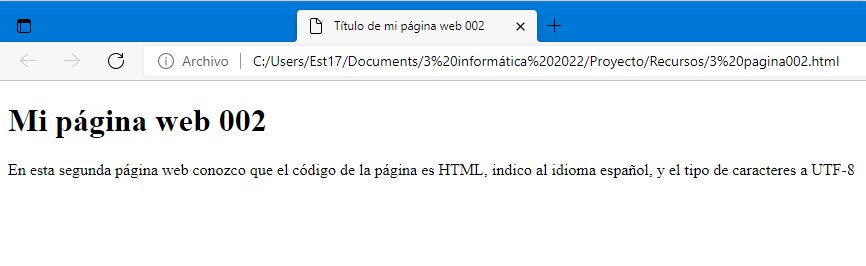 Título de mi página web 002
Archivo C:/Users/Est17/Documents/3%20informática%202022/Proyecto/Recursos/3%20pagina002.html
Mi página web 002
En esta segunda página web conozco que el código de la página es HTML, indico al idioma español, y el tipo de caracteres a UTF-8